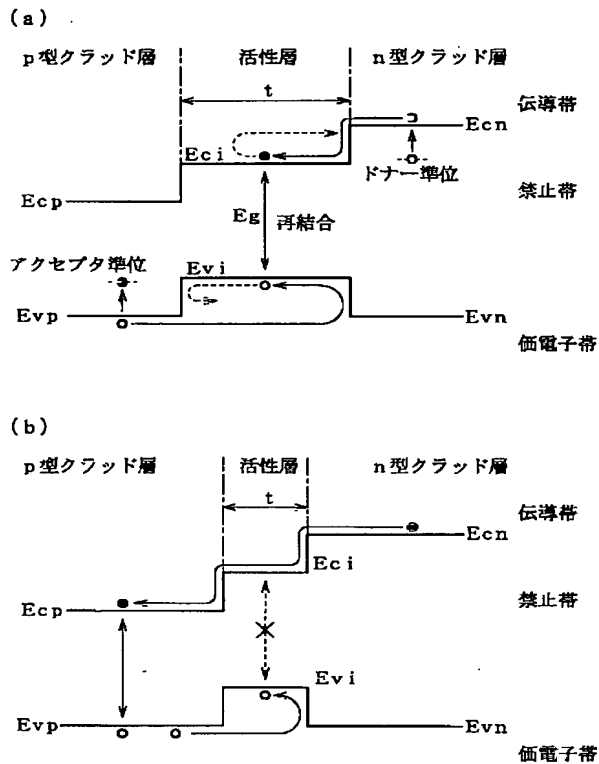 (a)
p型クラッド層 活性層 n型クラッド層
t
伝導帯
Ecn
Eci
ドナー準位
禁止帯
Ecp
Eg 再結合
アクセプタ準位
Evi
Evp
Evn
価電子帯
(b)
p型クラッド層 活性層 n型クラッド層
t
伝導帯
Ecn
Eci
Ecp
禁止帯
Evi
Evp
Evn
価電子帯